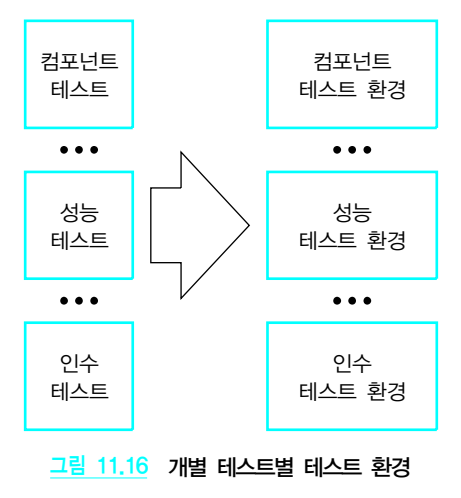 컴포넌트
테스트
컴포넌트
테스트 환경
•••
•••
성능
테스트
성능
테스트 환경
•••
•••
인수
테스트
인수
테스트 환경
그림 11.16 개별 테스트별 테스트 환경